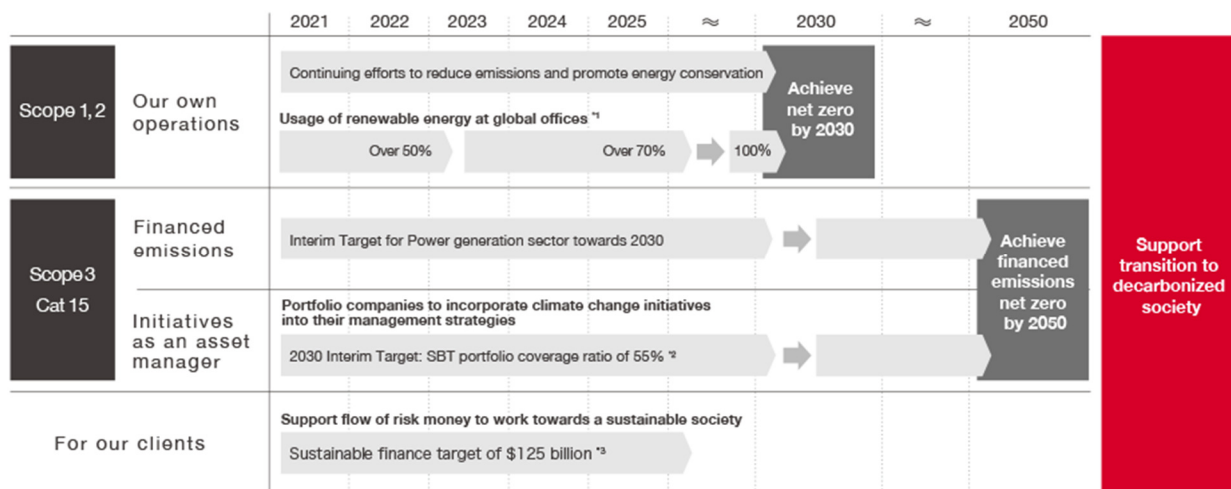 2021 2022 2023 2024 2025 ≈ 2030 ≈ 2050
Scope 1, 2
Our own
operations
Continuing efforts to reduce emissions and promote energy conservation
Usage of renewable energy at global offices *1
Over 50% Over 70% 100%
Achieve
net zero
by 2030
Scope 3
Cat 15
Financed
emissions
Interim Target for Power generation sector towards 2030
Initiatives
as an asset
manager
Portfolio companies to incorporate climate change initiatives
into their management strategies
2030 Interim Target: SBT portfolio coverage ratio of 55% *2
Achieve
financed
emissions
net zero
by 2050
For our clients
Support flow of risk money to work towards a sustainable society
Sustainable finance target of $125 billion *3
Support
transition to
decarbonized
society